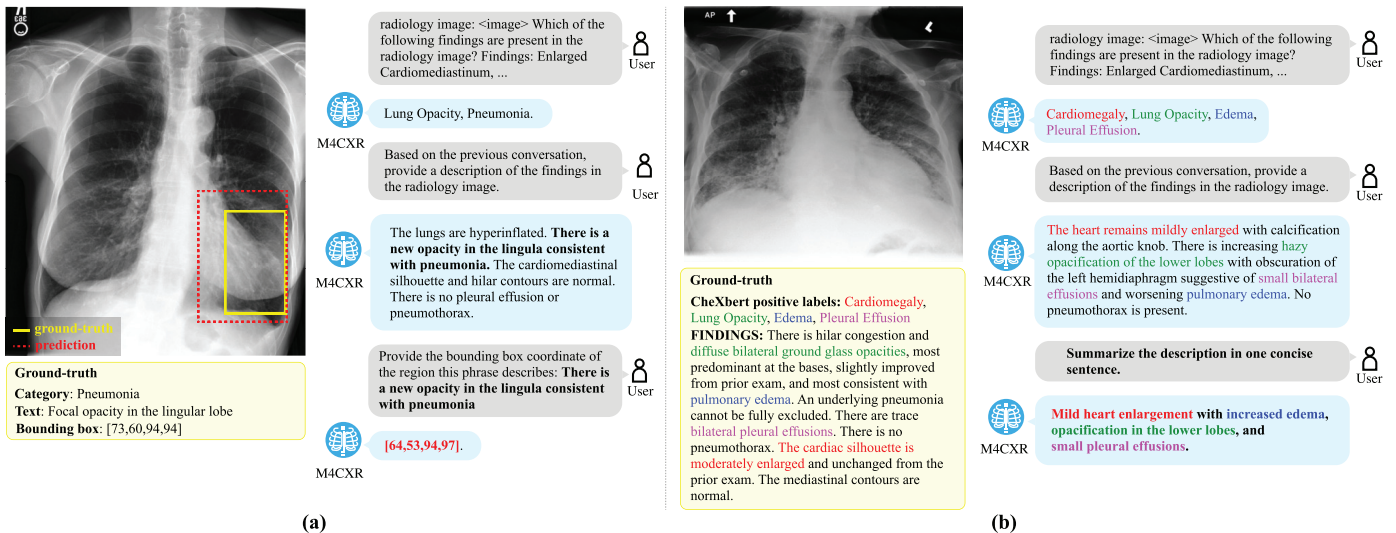 radiology image: <image> Which of the
following findings are present in the
radiology image? Findings: Enlarged
Cardiomediastinum, ...
User
M4CXR
Lung Opacity, Pneumonia.
Based on the previous conversation,
provide a description of the findings in
the radiology image.
User
M4CXR
The lungs are hyperinflated. There is a
new opacity in the lingula consistent
with pneumonia. The cardiomediastinal
silhouette and hilar contours are normal.
There is no pleural effusion or
pneumothorax.
Provide the bounding box coordinate of
the region this phrase describes: There is
a new opacity in the lingula consistent
with pneumonia
User
M4CXR
[64,53,94,97].
ground-truth
prediction
Ground-truth
Category: Pneumonia
Text: Focal opacity in the lingular lobe
Bounding box: [73,60,94,94]
(a)
AP
radiology image: <image> Which of the following
findings are present in the radiology image?
Findings: Enlarged Cardiomediastinum, ...
User
M4CXR
Cardiomegaly, Lung Opacity, Edema,
Pleural Effusion.
Based on the previous conversation, provide a
description of the findings in the radiology image.
User
M4CXR
The heart remains mildly enlarged with calcification
along the aortic knob. There is increasing hazy
opacification of the lower lobes with obscuration of
the left hemidiaphragm suggestive of small bilateral
effusions and worsening pulmonary edema. No
pneumothorax is present.
Summarize the description in one concise
sentence.
User
M4CXR
Mild heart enlargement with increased edema,
opacification in the lower lobes, and
small pleural effusions.
Ground-truth
CheXbert positive labels: Cardiomegaly,
Lung Opacity, Edema, Pleural Effusion
FINDINGS: There is hilar congestion and
diffuse bilateral ground glass opacities, most
predominant at the bases, slightly improved
from prior exam, and most consistent with
pulmonary edema. An underlying pneumonia
cannot be fully excluded. There are trace
bilateral pleural effusions. There is no
pneumothorax. The cardiac silhouette is
moderately enlarged and unchanged from the
prior exam. The mediastinal contours are
normal.
(b)